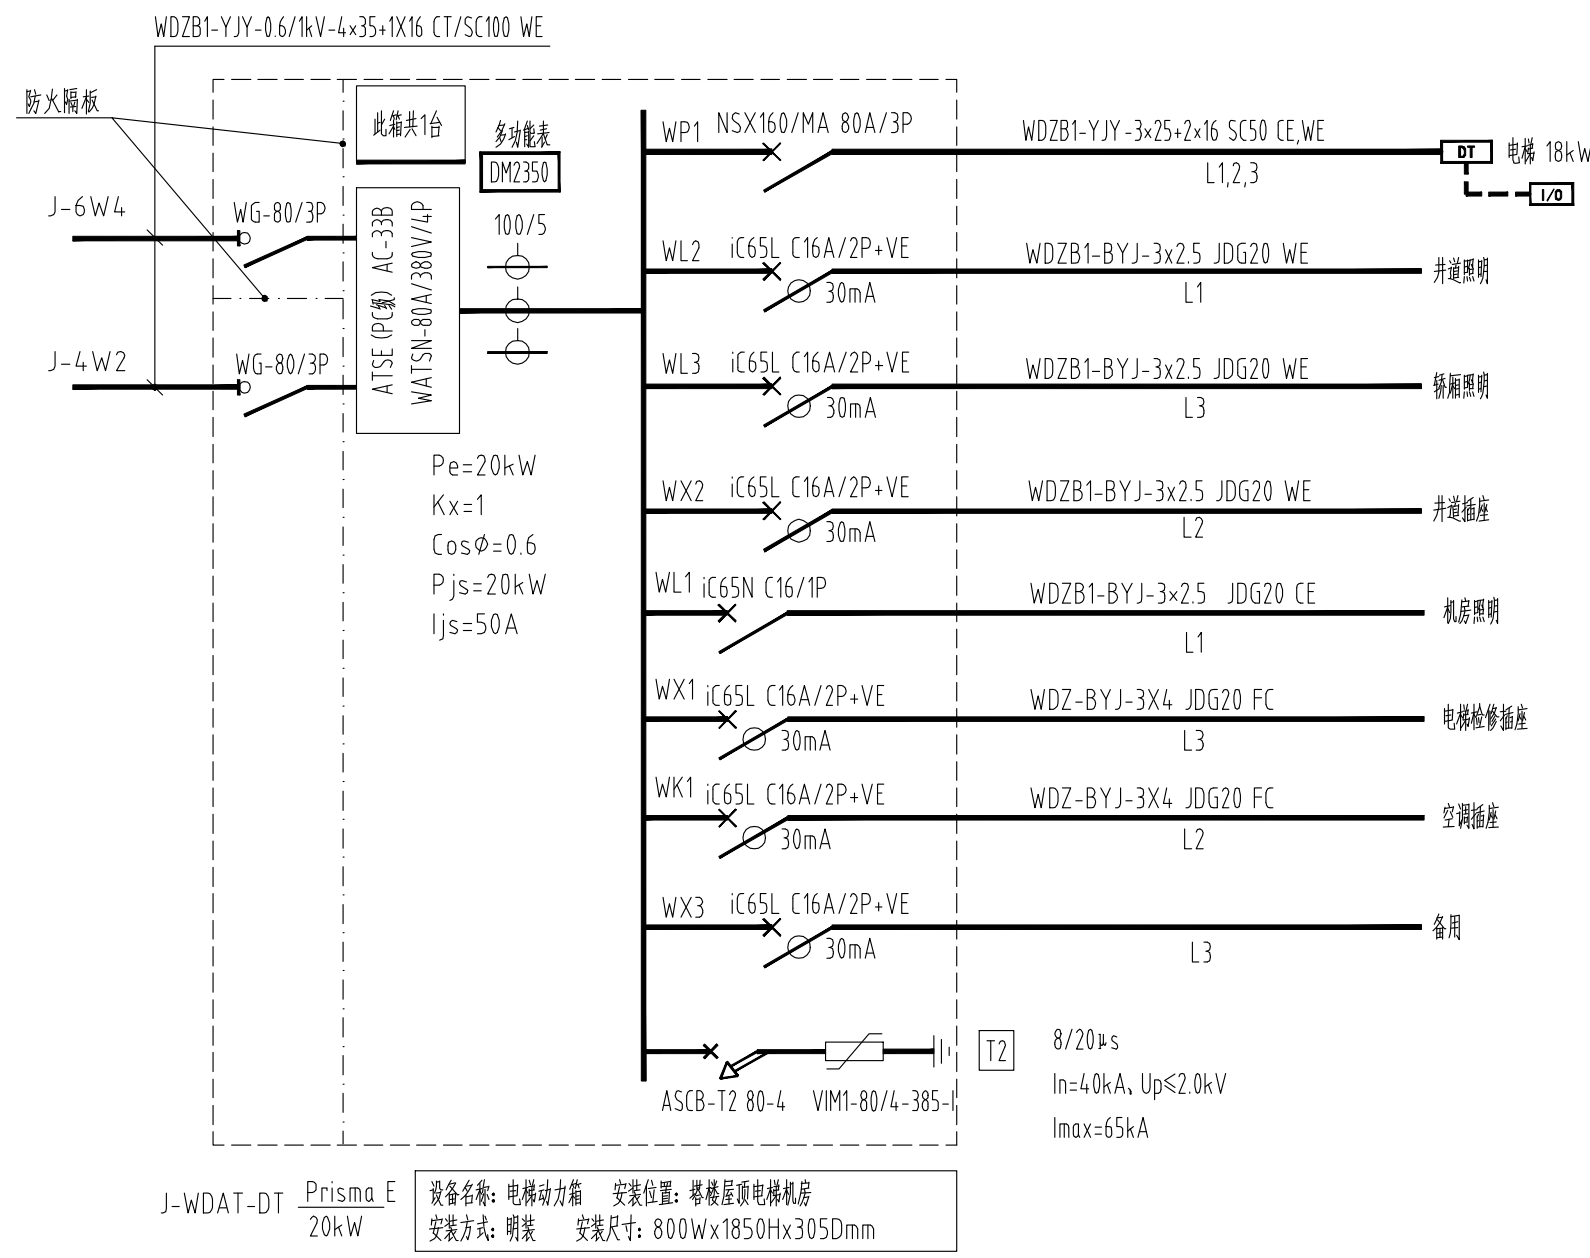 WDZB1-YJY-0.6/1kV-4x35+1X16 CT/SC100 WE
防火隔板
此箱共1台
多功能表
DM2350
J-6W4
WG-80/3P
100/5
ATSE(PC级) AC-33B
WATSN-80A/380V/4P
J-4W2
WG-80/3P
Pe=20kW
Kx=1
CosΦ=0.6
Pjs=20kW
Ijs=50A
WP1 NSX160/MA 80A/3P WDZB1-YJY-3×25+2×16 SC50 CE,WE
L1,2,3
DT 电梯 18kW
I/O
WL2 iC65L C16A/2P+VE WDZB1-BYJ-3x2.5 JDG20 WE
30mA L1 井道照明
WL3 iC65L C16A/2P+VE WDZB1-BYJ-3x2.5 JDG20 WE
30mA L3 轿厢照明
WX2 iC65L C16A/2P+VE WDZB1-BYJ-3x2.5 JDG20 WE
30mA L2 井道插座
WL1 iC65N C16/1P WDZB1-BYJ-3×2.5 JDG20 CE
L1 机房照明
WX1 iC65L C16A/2P+VE WDZ-BYJ-3X4 JDG20 FC
30mA L3 电梯检修插座
WK1 iC65L C16A/2P+VE WDZ-BYJ-3X4 JDG20 FC
30mA L2 空调插座
WX3 iC65L C16A/2P+VE
30mA L3 备用
ASCB-T2 80-4 VIM1-80/4-385-I
T2
8/20μs
In=40kA、Up≤2.0kV
Imax=65kA
J-WDAT-DT Prisma E
20kW
设备名称：电梯动力箱 安装位置：塔楼屋顶电梯机房
安装方式：明装 安装尺寸：800Wx1850Hx305Dmm